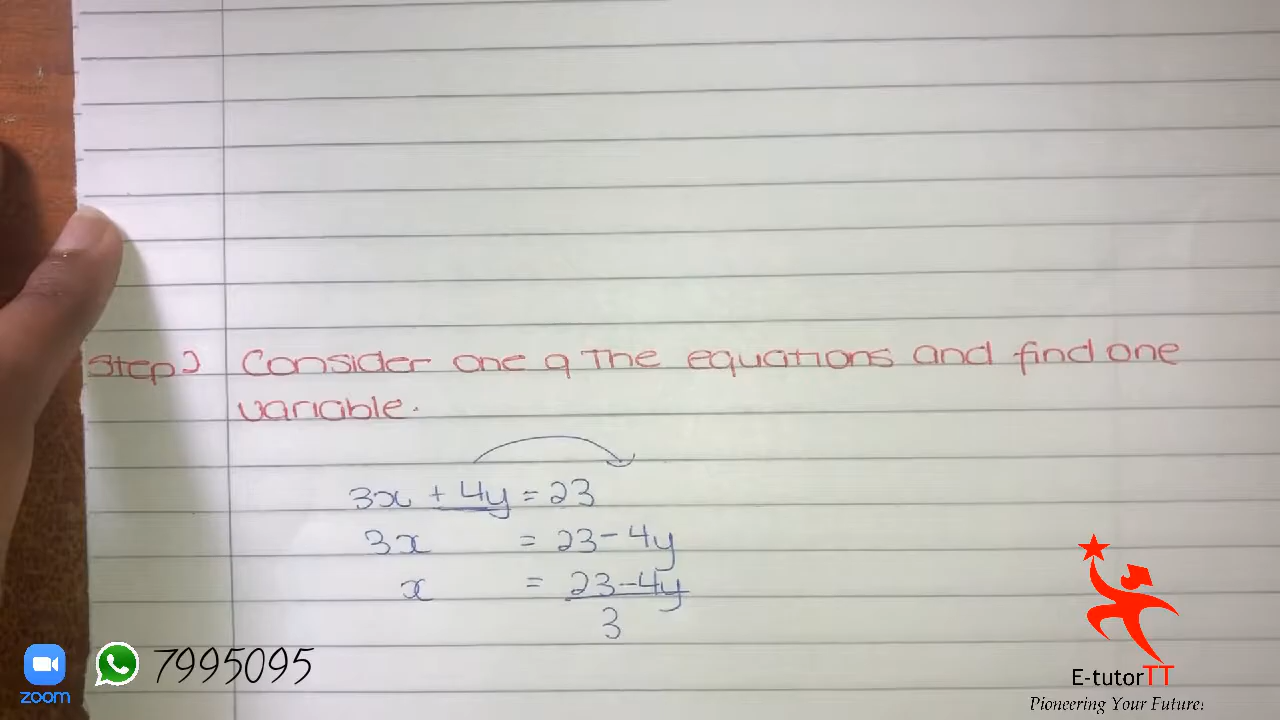 Step 2 Consider one of the equations and find one
variable.
3x + 4y = 23
3x = 23 - 4y
x = 23 - 4y
3
zoom
7995095
E-tutorTT
Pioneering Your Future: